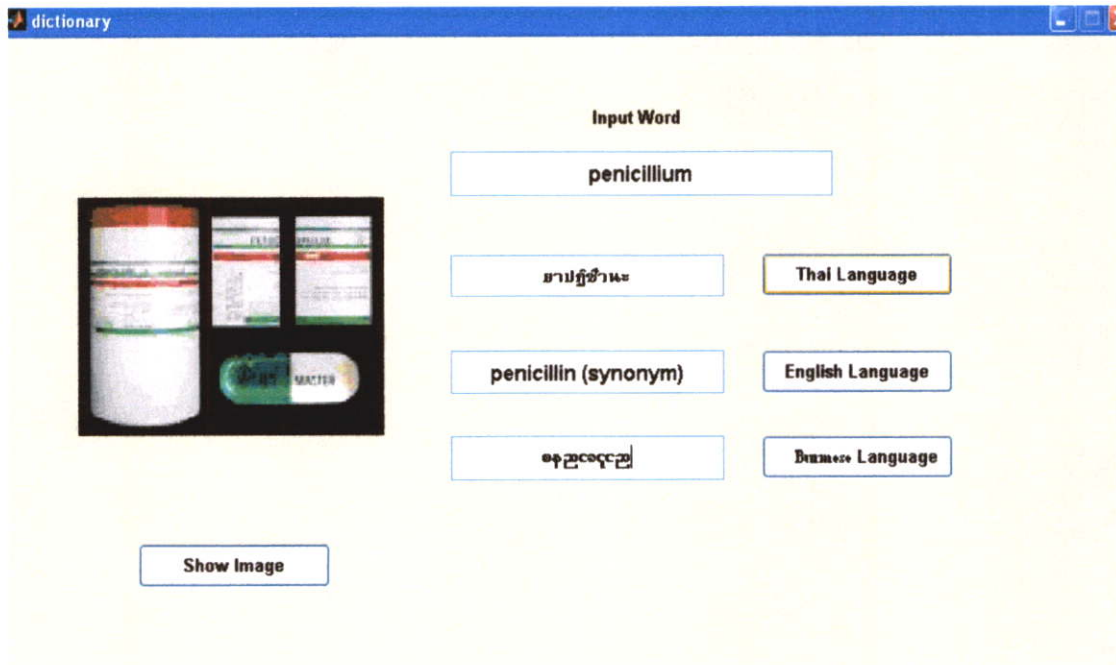 dictionary
Input Word
penicillium
ยาปฏิชีวนะ
Thai Language
penicillin (synonym)
English Language
Burmese Language
MASTER
Show Image